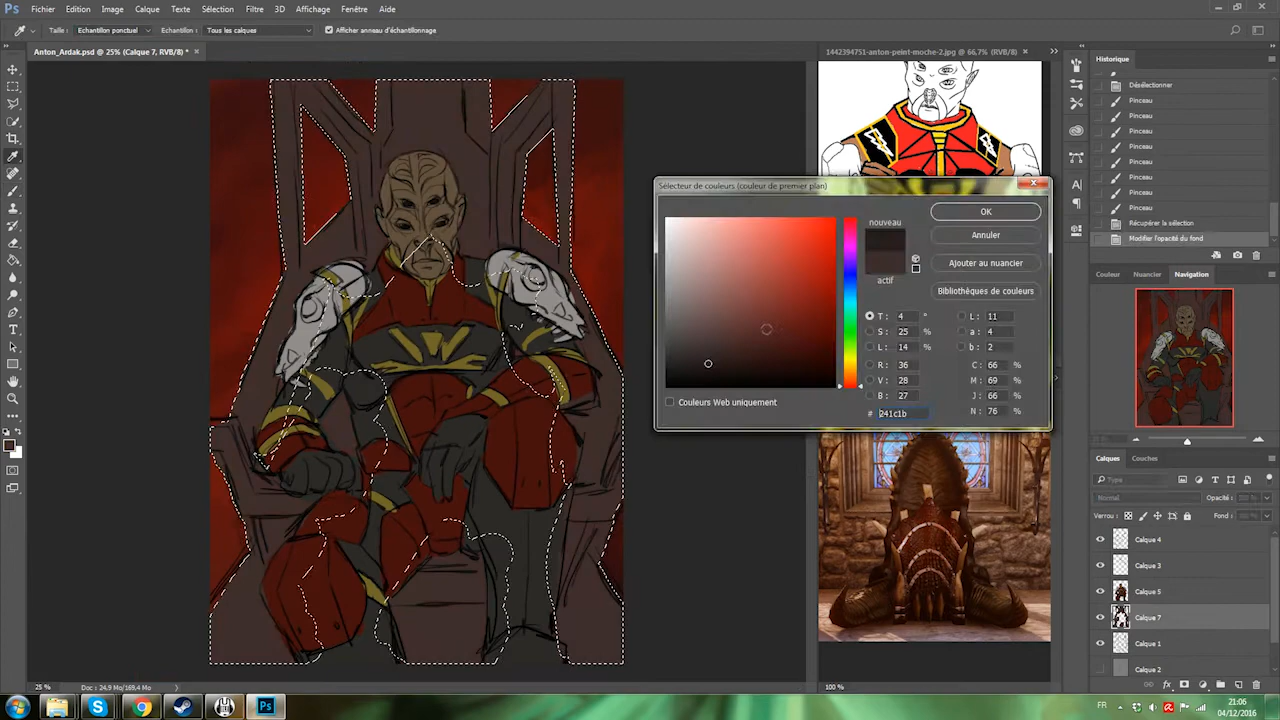 Ps Fichier Edition Image Calque Texte Sélection Filtre 3D Affichage Fenêtre Aide
Taille : Echantillon ponctuel Echantillon : Tous les calques Afficher anneau d'échantillonnage
Anton_Ardak.psd @ 25% (Calque 7, RVB/8) * ×
1442394751-anton-peint-moche-2.jpg @ 66,7% (RVB/8) ×
Historique
Désélectionner
Pinceau
Pinceau
Pinceau
Pinceau
Pinceau
Pinceau
Pinceau
Pinceau
Récupérer la sélection
Modifier l'opacité du fond
Couleur Nuancier Navigation
Sélecteur de couleurs (couleur de premier plan)
nouveau
actif
OK
Annuler
Ajouter au nuancier
Bibliothèques de couleurs
T : 4 °
L : 11
S : 25 %
a : 4
L : 14 %
b : 2
R : 36
C : 66 %
V : 28
M : 69 %
B : 27
J : 66 %
# 241c1b
N : 76 %
Couleurs Web uniquement
Calques Couches
Type
Normal Opacité :
Verrou : Fond :
Calque 4
Calque 3
Calque 5
Calque 7
Calque 1
Calque 2
fx
25 % Doc : 24,9 Mo/169,4 Mo
100 %
Ps
FR
21:06
04/12/2016